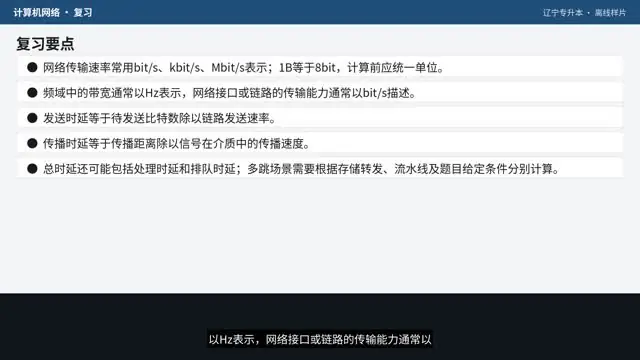 计算机网络 • 复习
辽宁专升本 • 离线样片
复习要点
● 网络传输速率常用bit/s、kbit/s、Mbit/s表示；1B等于8bit，计算前应统一单位。
● 频域中的带宽通常以Hz表示，网络接口或链路的传输能力通常以bit/s描述。
● 发送时延等于待发送比特数除以链路发送速率。
● 传播时延等于传播距离除以信号在介质中的传播速度。
● 总时延还可能包括处理时延和排队时延；多跳场景需要根据存储转发、流水线及题目给定条件分别计算。
以Hz表示，网络接口或链路的传输能力通常以